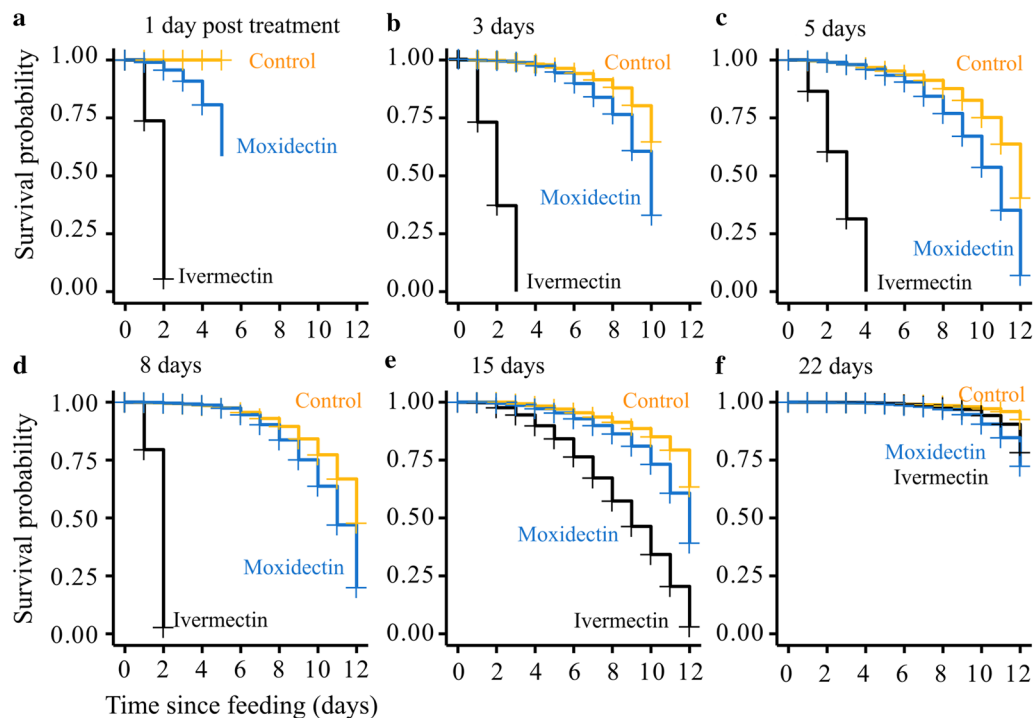 a 1 day post treatment
Survival probability
1.00
0.75
0.50
0.25
0.00
Control
Moxidectin
Ivermectin
0 2 4 6 8 10 12
b 3 days
1.00
0.75
0.50
0.25
0.00
Control
Moxidectin
Ivermectin
0 2 4 6 8 10 12
c 5 days
1.00
0.75
0.50
0.25
0.00
Control
Moxidectin
Ivermectin
0 2 4 6 8 10 12
d 8 days
Survival probability
1.00
0.75
0.50
0.25
0.00
Control
Moxidectin
Ivermectin
0 2 4 6 8 10 12
Time since feeding (days)
e 15 days
1.00
0.75
0.50
0.25
0.00
Control
Moxidectin
Ivermectin
0 2 4 6 8 10 12
f 22 days
1.00
0.75
0.50
0.25
0.00
Control
Moxidectin
Ivermectin
0 2 4 6 8 10 12